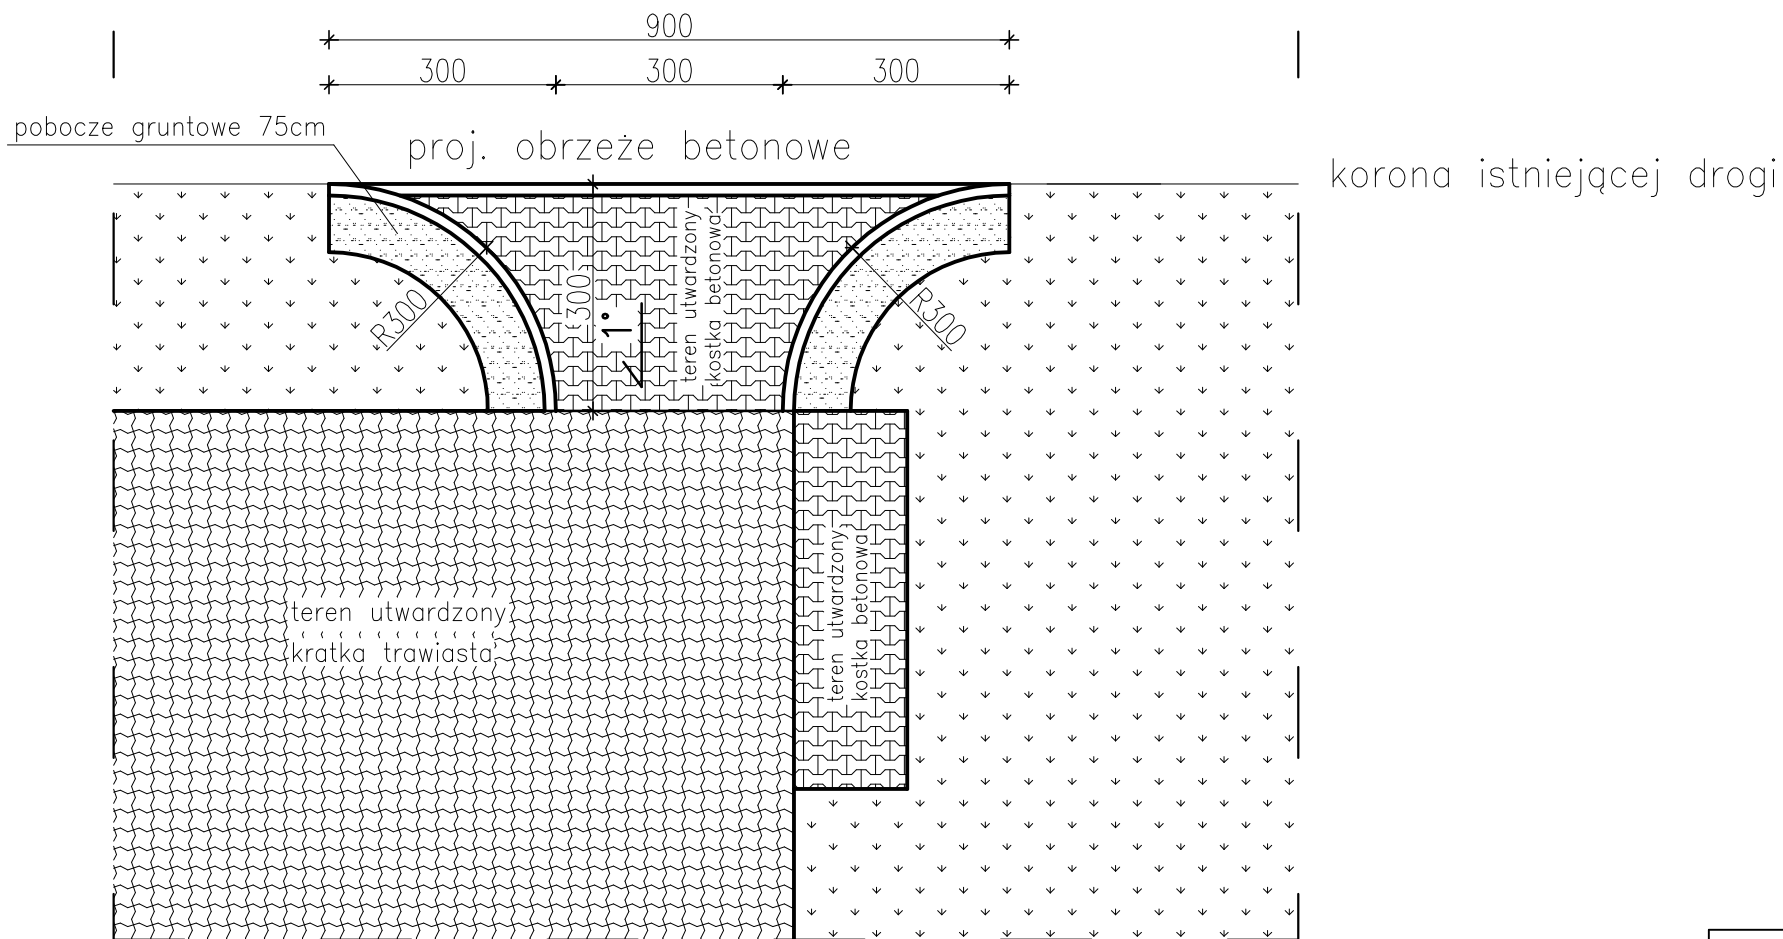 900
300
300
300
pobocze gruntowe 75cm
proj. obrzeże betonowe
korona istniejącej drogi
R300
300
1°
teren utwardzony
kostka betonowa
R300
teren utwardzony
kratka trawiasta
teren utwardzony
kostka betonowa